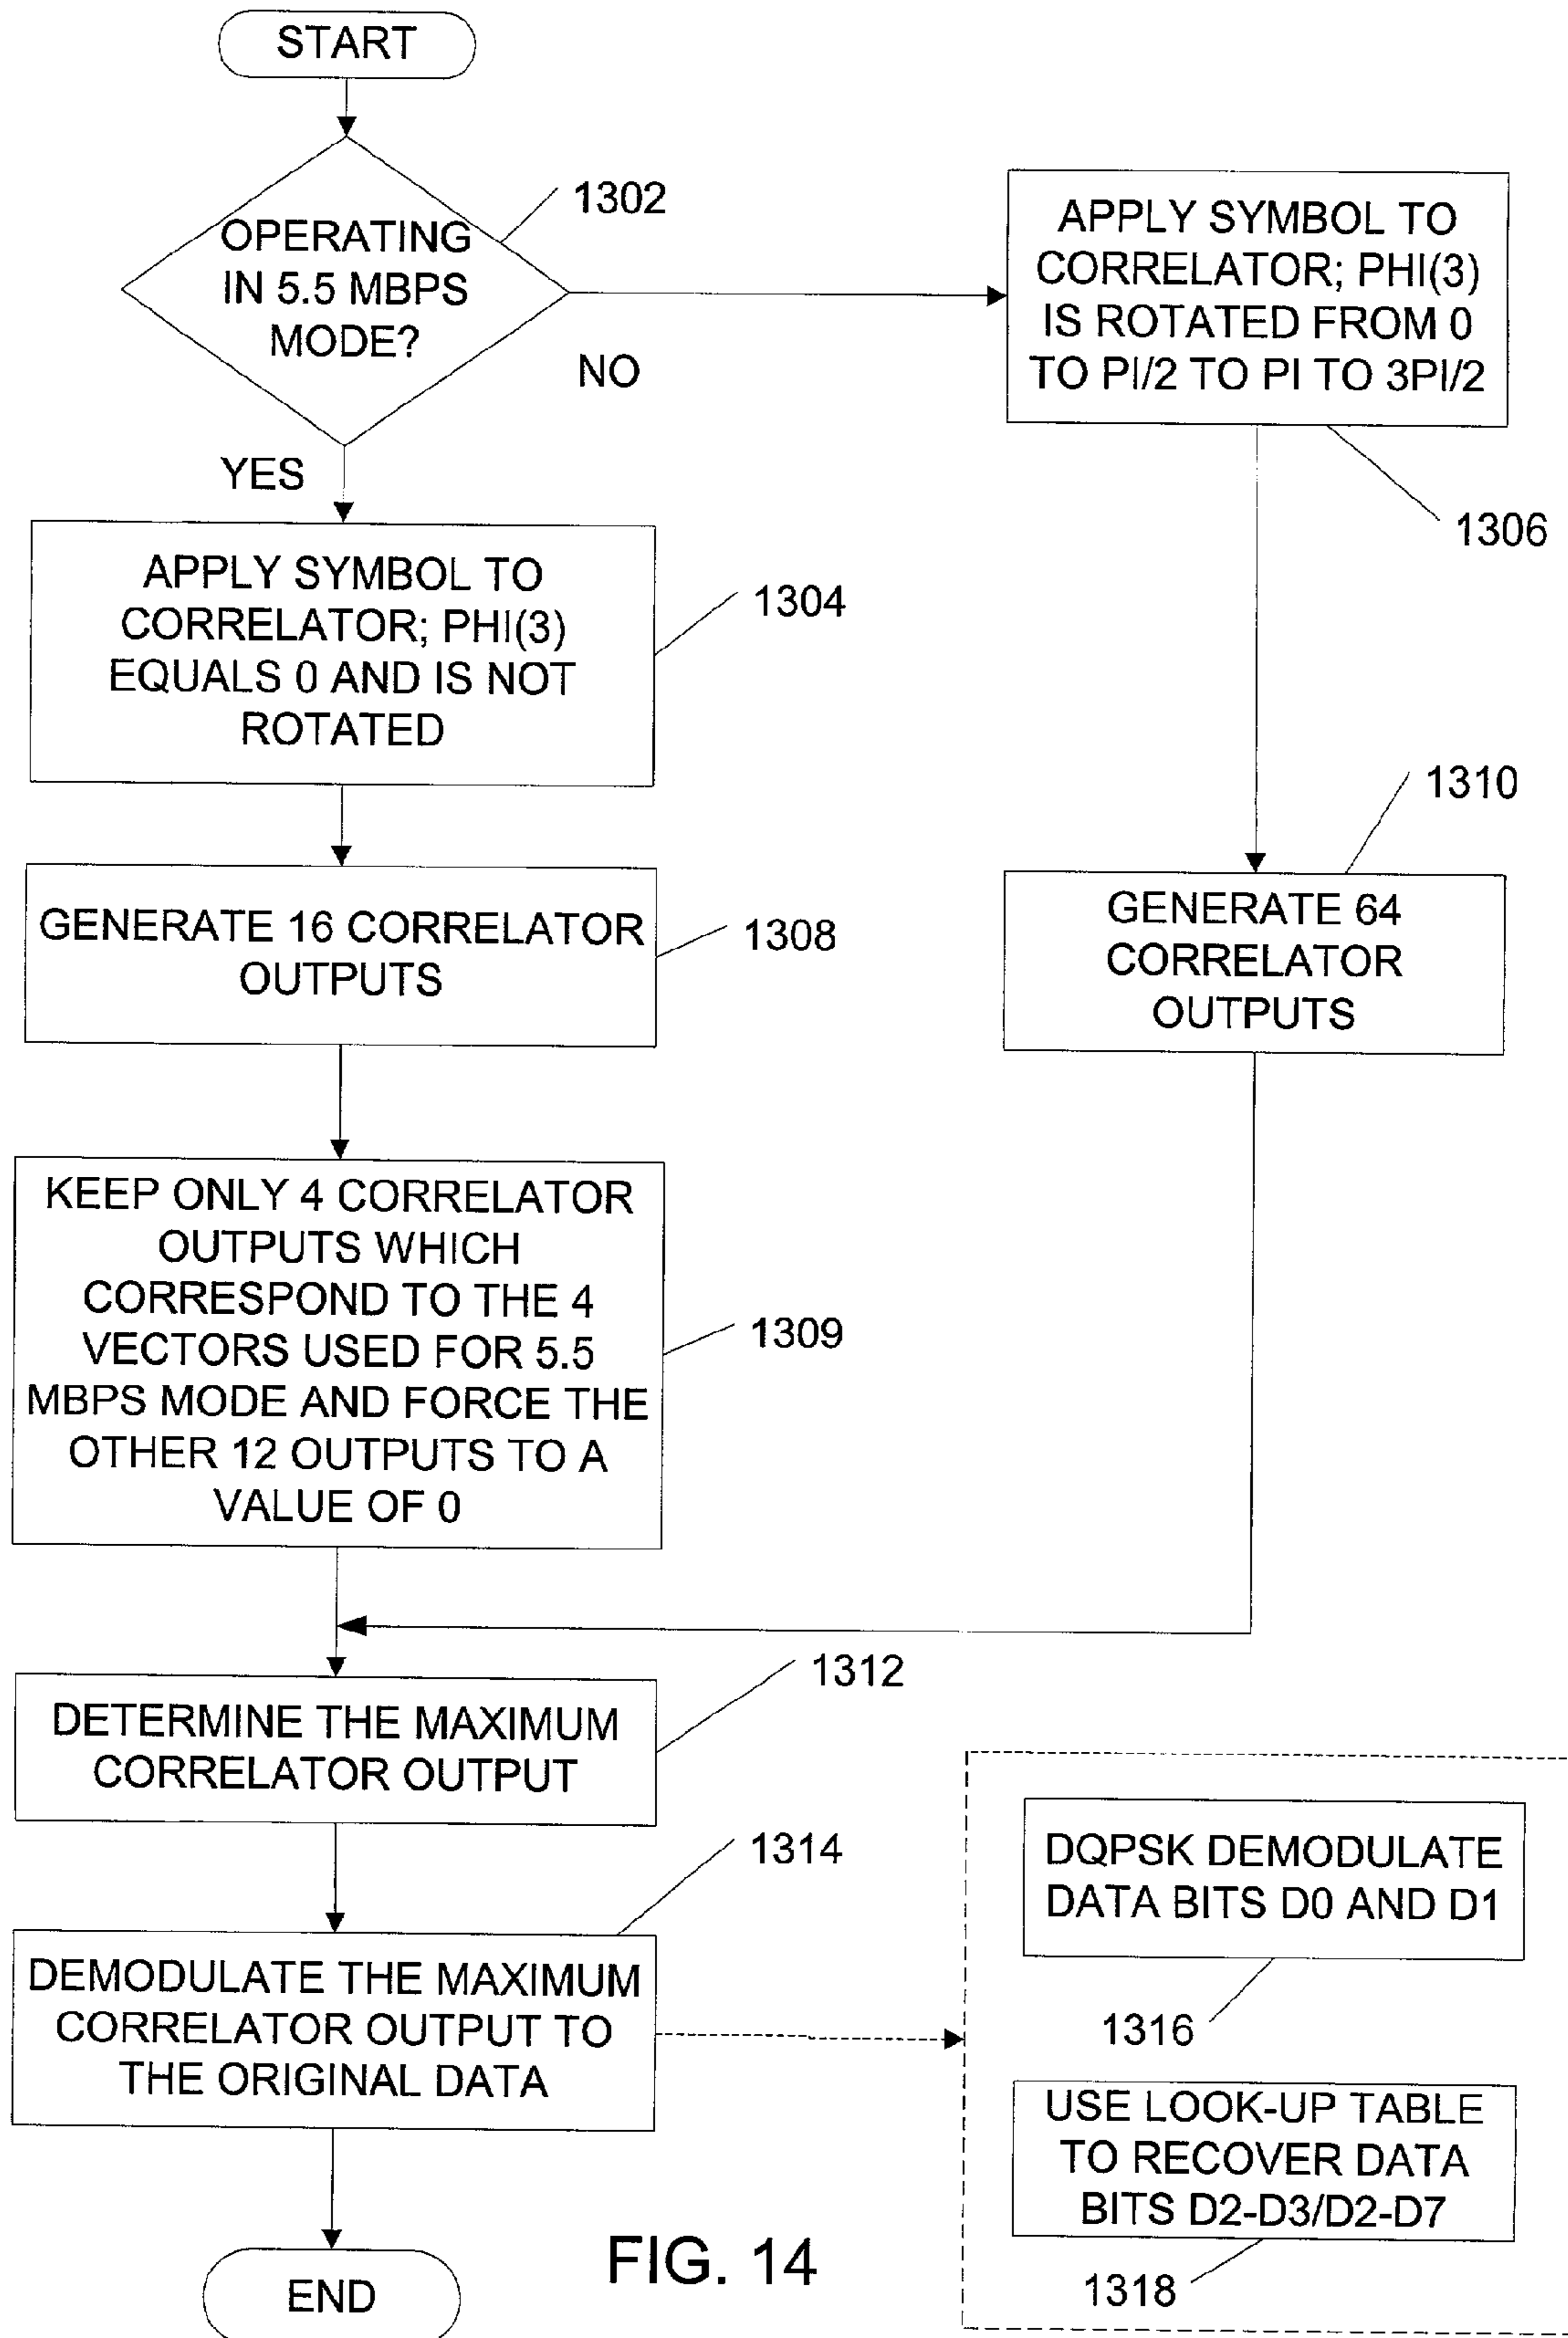 START
OPERATING
IN 5.5 MBPS
MODE?
1302
NO
YES
APPLY SYMBOL TO
CORRELATOR; PHI(3)
IS ROTATED FROM 0
TO PI/2 TO PI TO 3PI/2
1306
APPLY SYMBOL TO
CORRELATOR; PHI(3)
EQUALS 0 AND IS NOT
ROTATED
1304
GENERATE 16 CORRELATOR
OUTPUTS
1308
1310
GENERATE 64
CORRELATOR
OUTPUTS
KEEP ONLY 4 CORRELATOR
OUTPUTS WHICH
CORRESPOND TO THE 4
VECTORS USED FOR 5.5
MBPS MODE AND FORCE THE
OTHER 12 OUTPUTS TO A
VALUE OF 0
1309
DETERMINE THE MAXIMUM
CORRELATOR OUTPUT
1312
DEMODULATE THE MAXIMUM
CORRELATOR OUTPUT TO
THE ORIGINAL DATA
1314
DQPSK DEMODULATE
DATA BITS D0 AND D1
1316
USE LOOK-UP TABLE
TO RECOVER DATA
BITS D2-D3/D2-D7
1318
END
FIG. 14